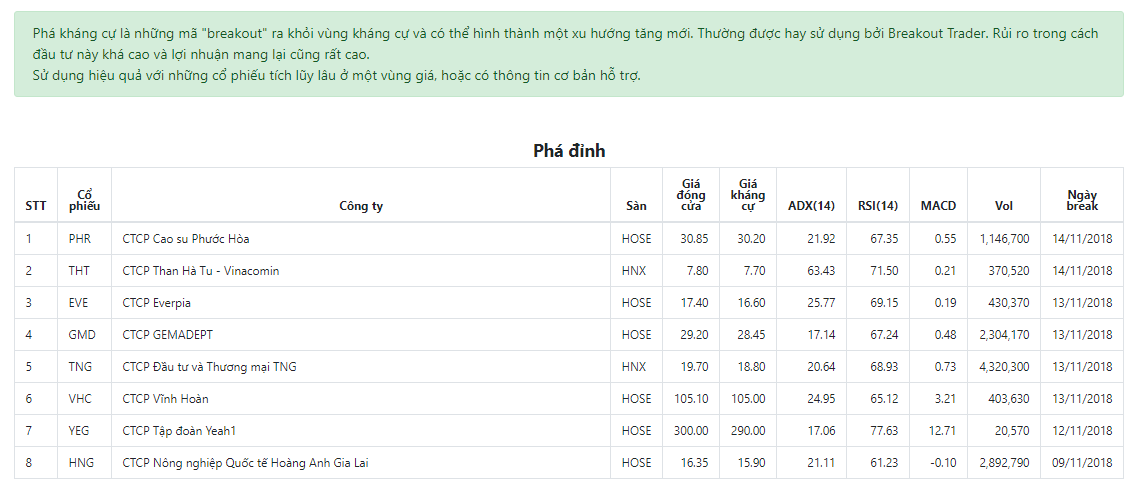 Phá kháng cự là những mã "breakout" ra khỏi vùng kháng cự và có thể hình thành một xu hướng tăng mới. Thường được hay sử dụng bởi Breakout Trader. Rủi ro trong cách
đầu tư này khá cao và lợi nhuận mang lại cũng rất cao.
Sử dụng hiệu quả với những cổ phiếu tích lũy lâu ở một vùng giá, hoặc có thông tin cơ bản hỗ trợ.
Phá đỉnh
STT Cổ phiếu Công ty Sàn Giá đóng cửa Giá kháng cự ADX(14) RSI(14) MACD Vol Ngày break
1 PHR CTCP Cao su Phước Hòa HOSE 30.85 30.20 21.92 67.35 0.55 1,146,700 14/11/2018
2 THT CTCP Than Hà Tu - Vinacomin HNX 7.80 7.70 63.43 71.50 0.21 370,520 14/11/2018
3 EVE CTCP Everpia HOSE 17.40 16.60 25.77 69.15 0.19 430,370 13/11/2018
4 GMD CTCP GEMADEPT HOSE 29.20 28.45 17.14 67.24 0.48 2,304,170 13/11/2018
5 TNG CTCP Đầu tư và Thương mại TNG HNX 19.70 18.80 20.64 68.93 0.73 4,320,300 13/11/2018
6 VHC CTCP Vĩnh Hoàn HOSE 105.10 105.00 24.95 65.12 3.21 403,630 13/11/2018
7 YEG CTCP Tập đoàn Yeah1 HOSE 300.00 290.00 17.06 77.63 12.71 20,570 12/11/2018
8 HNG CTCP Nông nghiệp Quốc tế Hoàng Anh Gia Lai HOSE 16.35 15.90 21.11 61.23 -0.10 2,892,790 09/11/2018